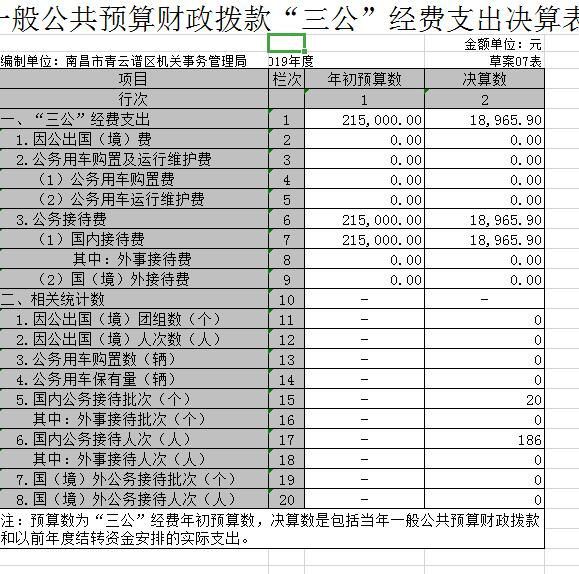 一般公共预算财政拨款“三公”经费支出决算表
金额单位：元
编制单位：南昌市青云谱区机关事务管理局 019年度 草案07表
项目 栏次 年初预算数 决算数
行次 1 2
一、“三公”经费支出 1 215,000.00 18,965.90
1.因公出国（境）费 2 0.00 0.00
2.公务用车购置及运行维护费 3 0.00 0.00
（1）公务用车购置费 4 0.00 0.00
（2）公务用车运行维护费 5 0.00 0.00
3.公务接待费 6 215,000.00 18,965.90
（1）国内接待费 7 215,000.00 18,965.90
其中：外事接待费 8 0.00 0.00
（2）国（境）外接待费 9 0.00 0.00
二、相关统计数 10 － －
1.因公出国（境）团组数（个） 11 － 0
2.因公出国（境）人次数（人） 12 － 0
3.公务用车购置数（辆） 13 － 0
4.公务用车保有量（辆） 14 － 0
5.国内公务接待批次（个） 15 － 20
其中：外事接待批次（个） 16 － 0
6.国内公务接待人次（人） 17 － 186
其中：外事接待人次（人） 18 － 0
7.国（境）外公务接待批次（个） 19 － 0
8.国（境）外公务接待人次（人） 20 － 0
注：预算数为“三公”经费年初预算数，决算数是包括当年一般公共预算财政拨款
和以前年度结转资金安排的实际支出。